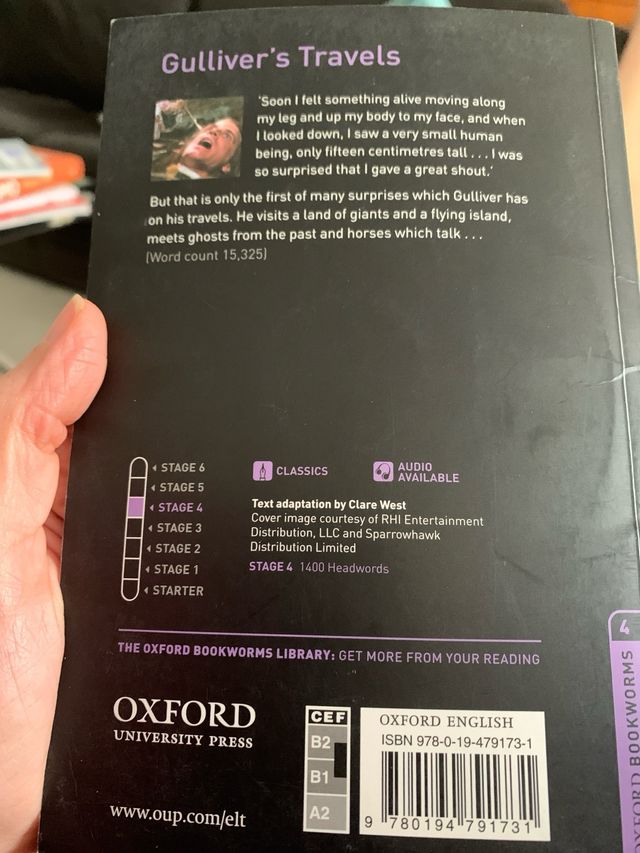 Gulliver's Travels
'Soon I felt something alive moving along
my leg and up my body to my face, and when
I looked down, I saw a very small human
being, only fifteen centimetres tall . . . I was
so surprised that I gave a great shout.'
But that is only the first of many surprises which Gulliver has
on his travels. He visits a land of giants and a flying island,
meets ghosts from the past and horses which talk . . .
(Word count 15,325)
STAGE 6
STAGE 5
STAGE 4
STAGE 3
STAGE 2
STAGE 1
STARTER
CLASSICS
AUDIO
AVAILABLE
Text adaptation by Clare West
Cover image courtesy of RHI Entertainment
Distribution, LLC and Sparrowhawk
Distribution Limited
STAGE 4 1400 Headwords
THE OXFORD BOOKWORMS LIBRARY: GET MORE FROM YOUR READING
OXFORD
UNIVERSITY PRESS
www.oup.com/elt
CEF
B2
B1
A2
OXFORD ENGLISH
ISBN 978-0-19-479173-1
9 780194 791731
4
OXFORD BOOKWORMS